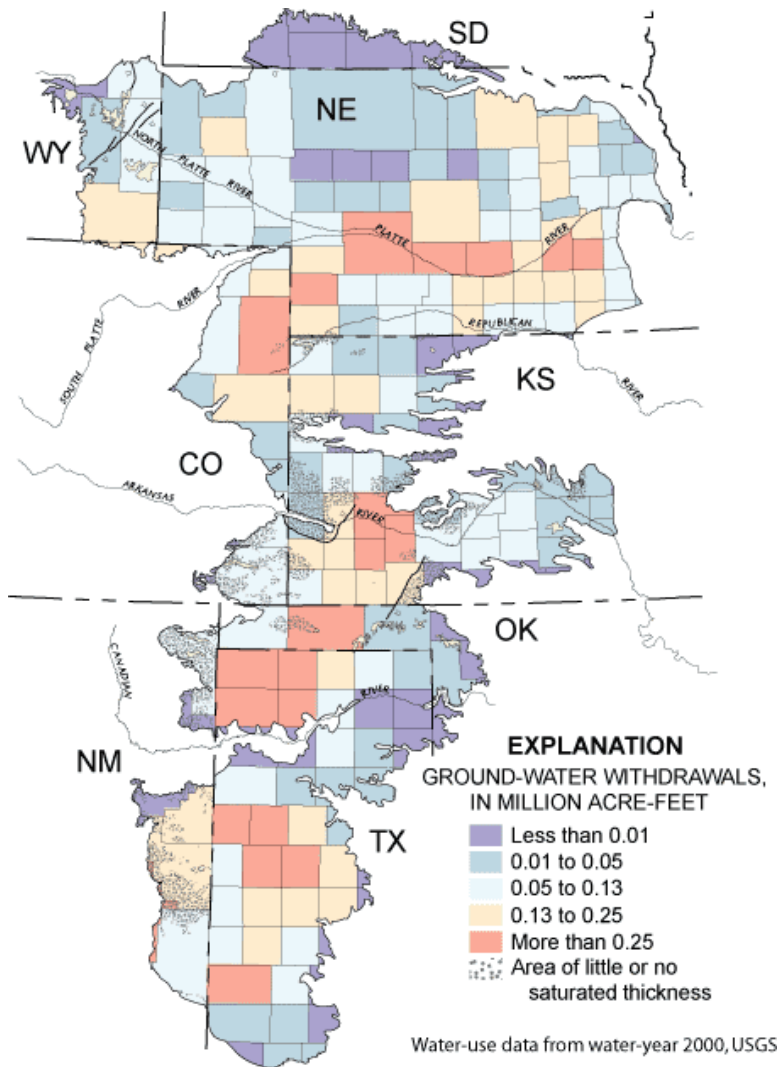 SD
NE
WY
NORTH PLATTE RIVER
PLATTE RIVER
SOUTH PLATTE RIVER
REPUBLICAN RIVER
KS
CO
ARKANSAS RIVER
OK
CANADIAN RIVER
NM
TX
EXPLANATION
GROUND-WATER WITHDRAWALS,
IN MILLION ACRE-FEET
Less than 0.01
0.01 to 0.05
0.05 to 0.13
0.13 to 0.25
More than 0.25
Area of little or no
saturated thickness
Water-use data from water-year 2000, USGS